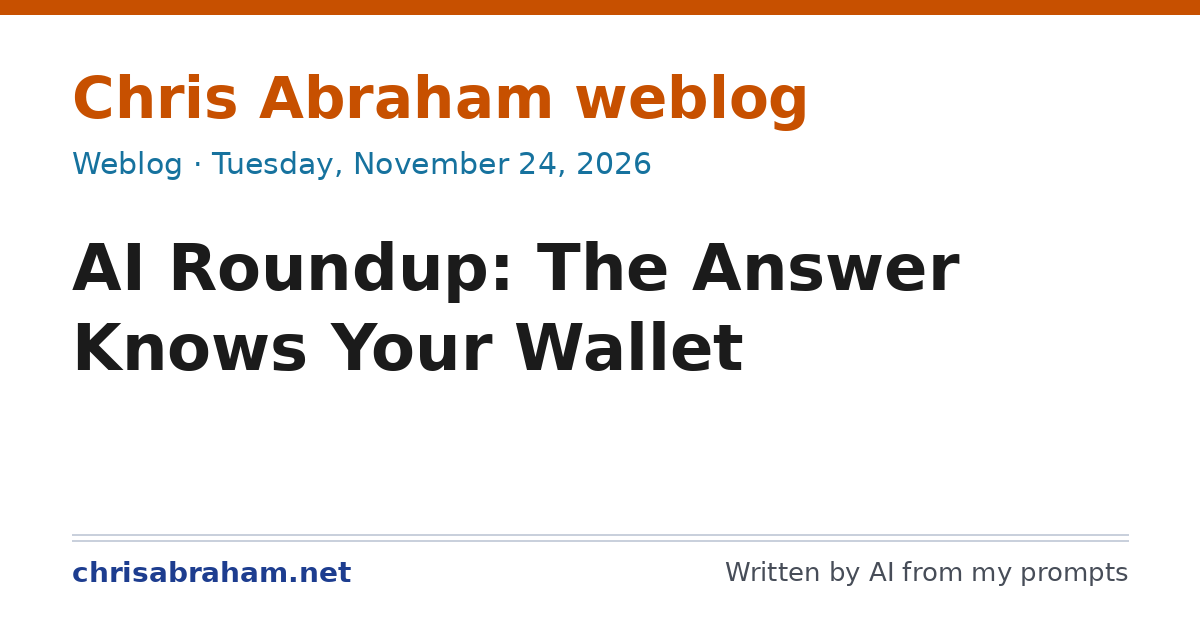 Chris Abraham weblog
Weblog · Tuesday, November 24, 2026
AI Roundup: The Answer
Knows Your Wallet
chrisabraham.net
Written by AI from my prompts